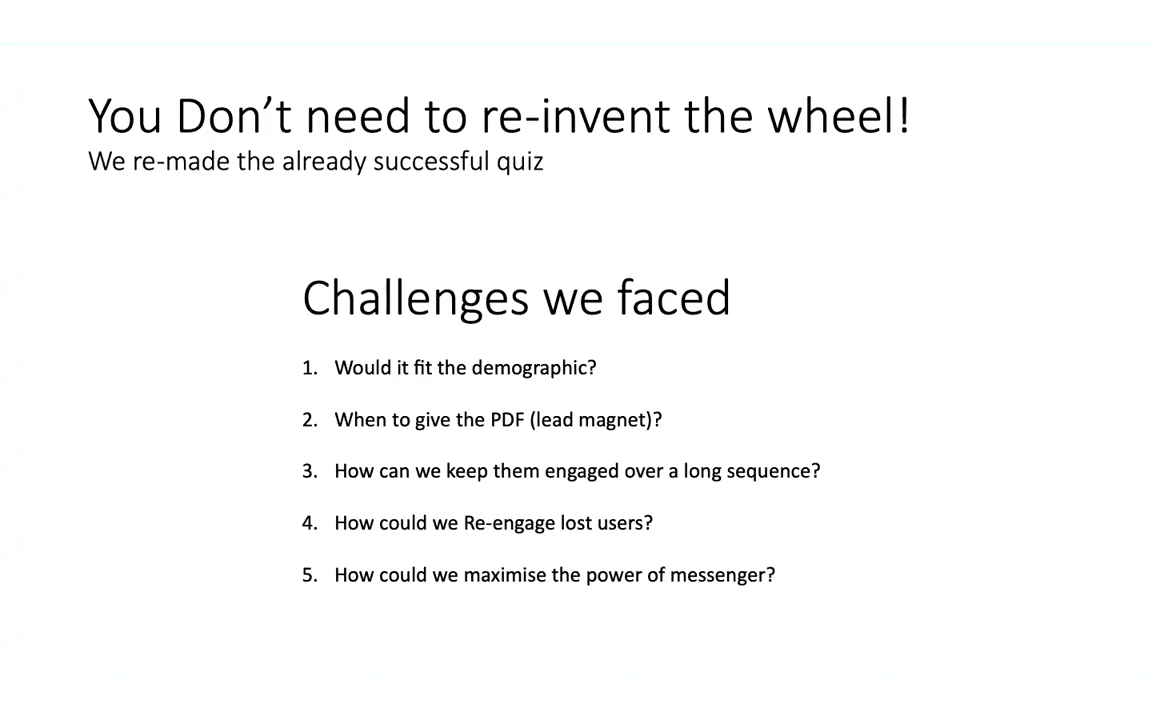 You Don’t need to re-invent the wheel!
We re-made the already successful quiz
Challenges we faced
1. Would it fit the demographic?
2. When to give the PDF (lead magnet)?
3. How can we keep them engaged over a long sequence?
4. How could we Re-engage lost users?
5. How could we maximise the power of messenger?